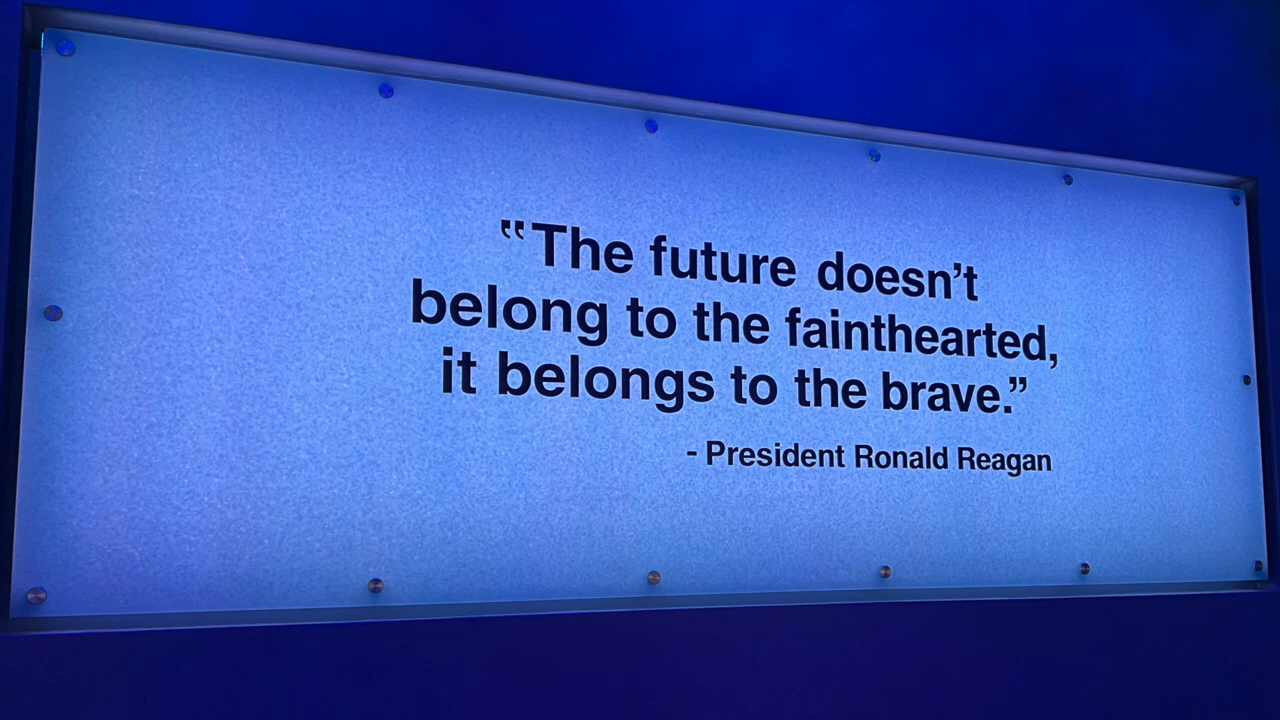 “The future doesn’t
belong to the fainthearted,
it belongs to the brave.”
- President Ronald Reagan